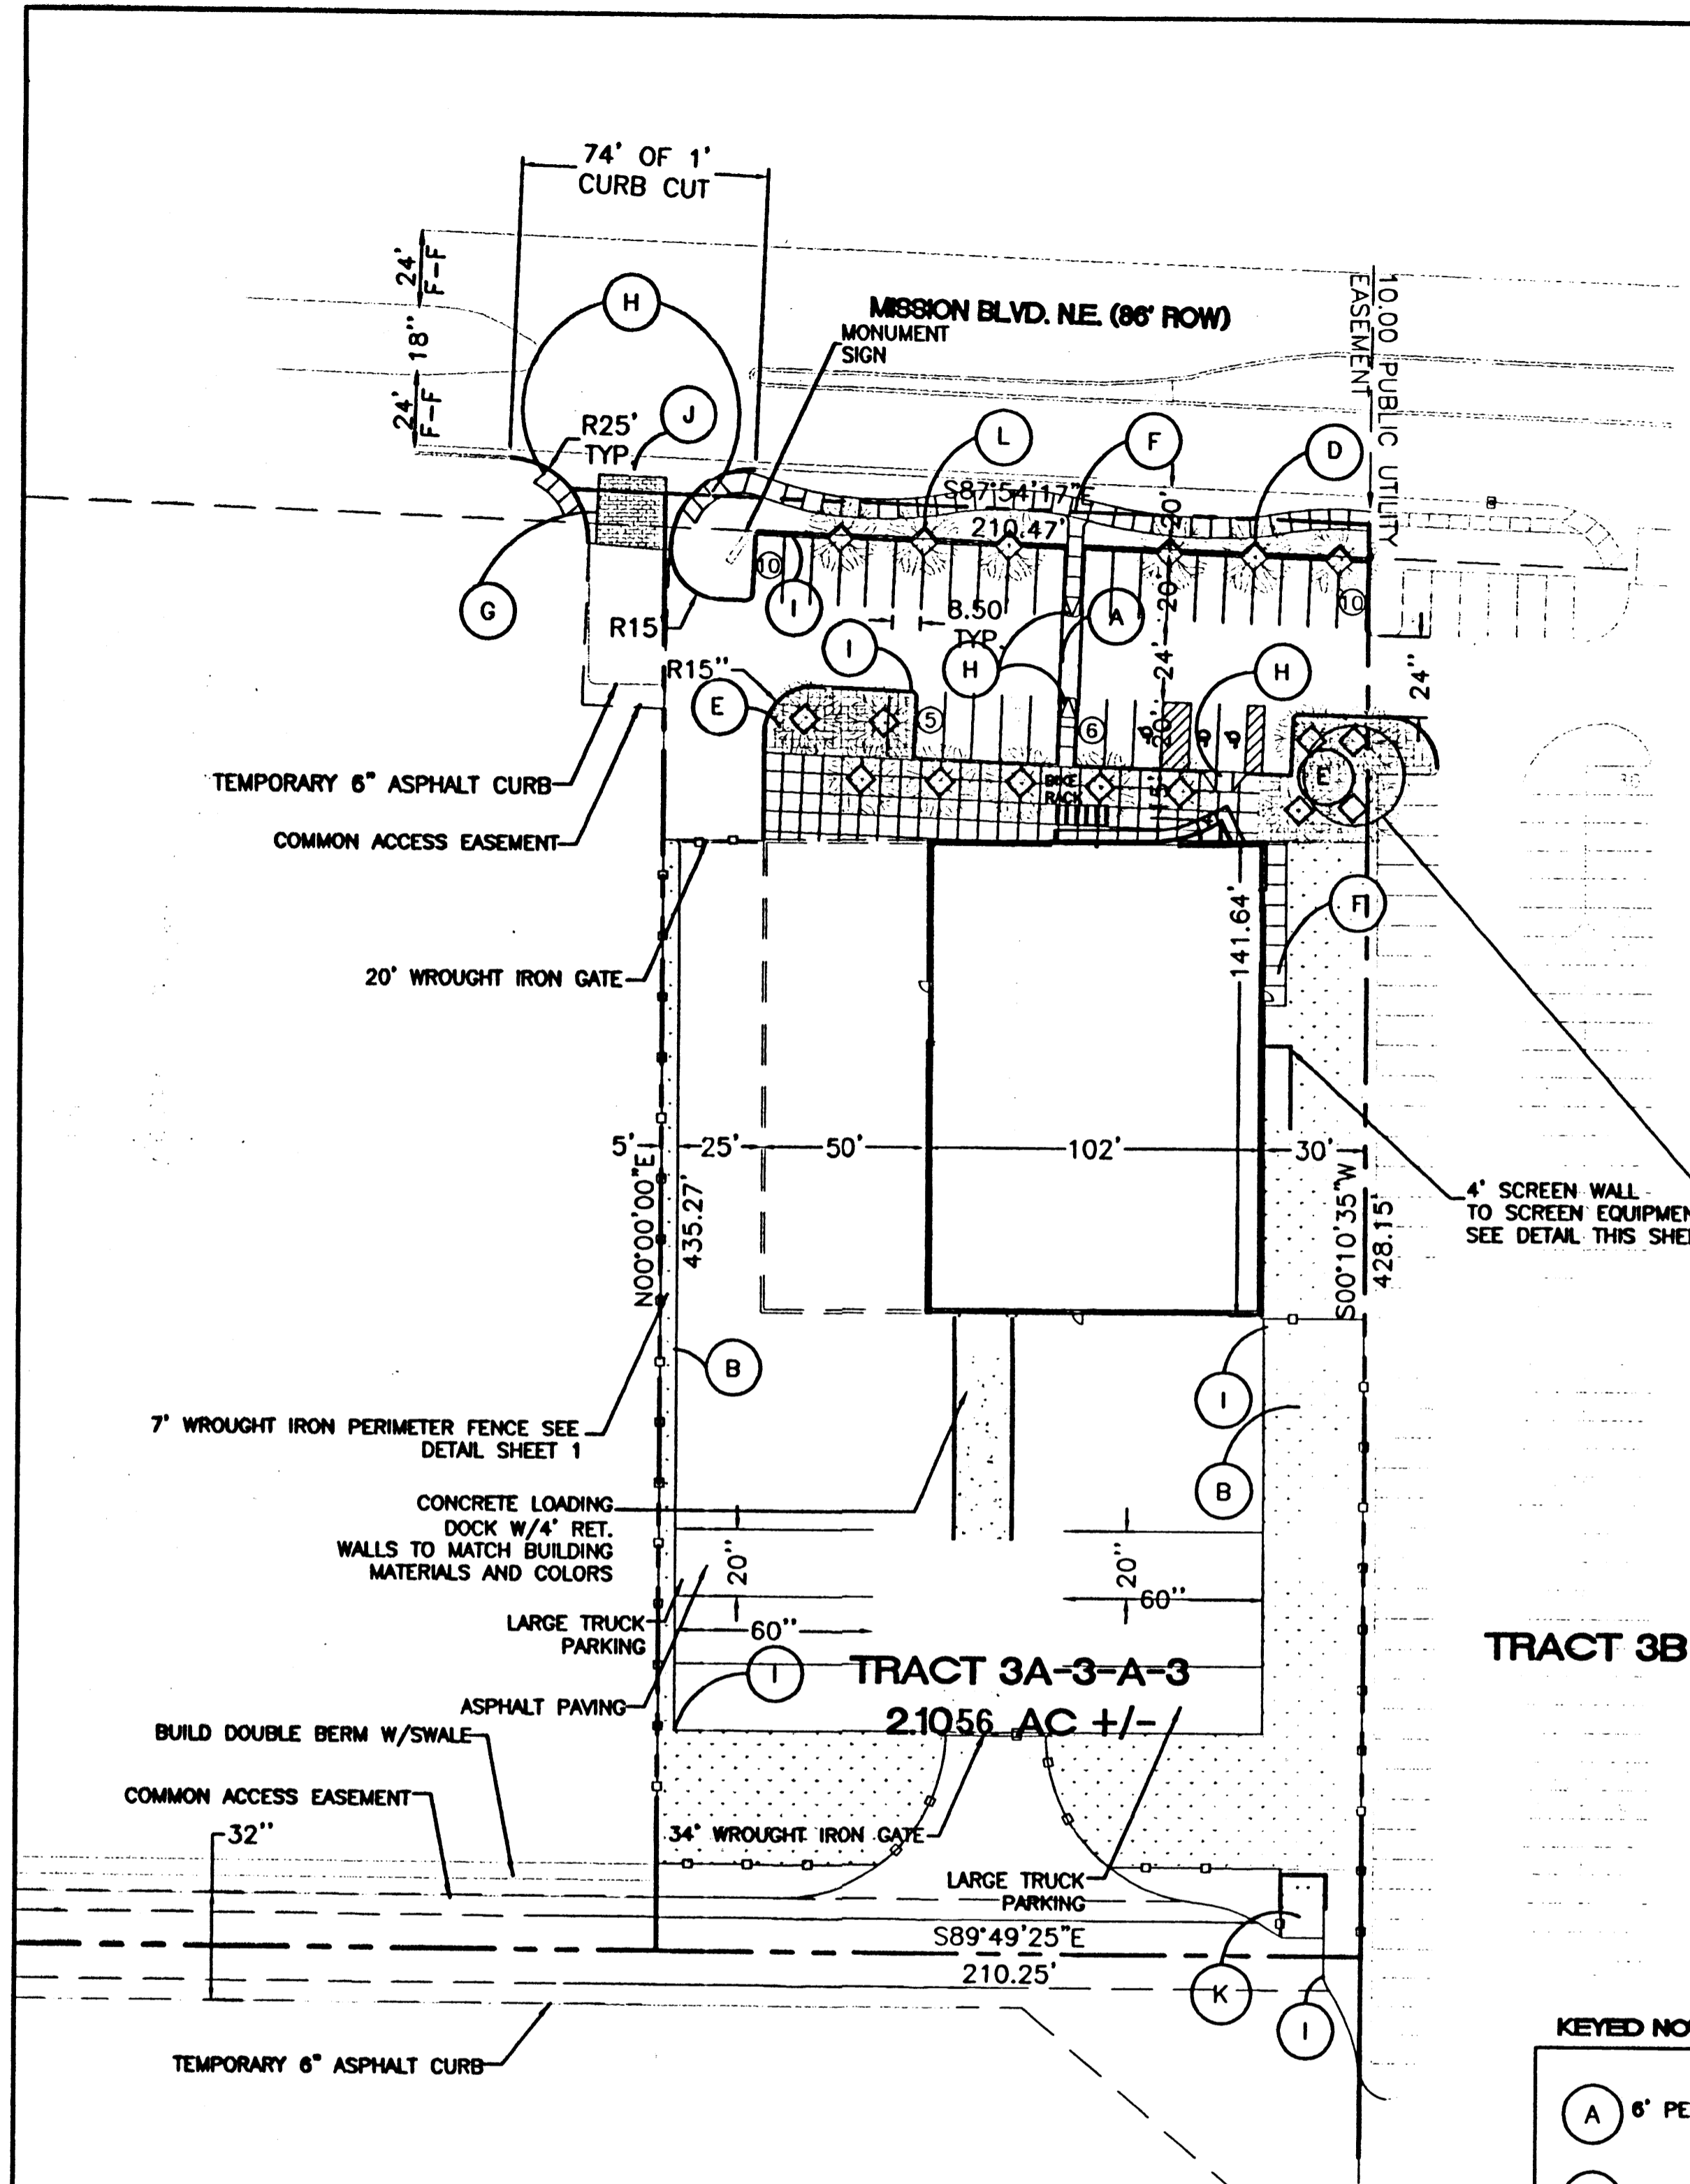 74' OF 1'
CURB CUT
24'
F-F
18"
24'
F-F
H
MISSION BLVD. N.E. (86' ROW)
MONUMENT
SIGN
10.00 PUBLIC UTILITY
EASEMENT
J
R25'
TYP.
L
F
D
S87°54'17"E
210.47'
20'
G
10
I
R15'
8.50
TYP.
A
20'
10
I
H
24'
H
24"
R15"
E
5
6
20'
E
BIKE
RACK
15'
TEMPORARY 6" ASPHALT CURB
COMMON ACCESS EASEMENT
141.64'
F
20' WROUGHT IRON GATE
5'
25'
50'
102'
30'
N00°00'00"E
435.27'
S00°10'35"W
428.15'
4' SCREEN WALL
TO SCREEN EQUIPMEN
SEE DETAIL THIS SHE
B
I
7' WROUGHT IRON PERIMETER FENCE SEE
DETAIL SHEET 1
B
CONCRETE LOADING
DOCK W/4' RET.
WALLS TO MATCH BUILDING
MATERIALS AND COLORS
20"
20"
60"
LARGE TRUCK
PARKING
60"
TRACT 3B
I
TRACT 3A-3-A-3
ASPHALT PAVING
2.1056 AC +/-
BUILD DOUBLE BERM W/SWALE
COMMON ACCESS EASEMENT
32"
34' WROUGHT IRON GATE
LARGE TRUCK
PARKING
S89°49'25"E
210.25'
K
I
KEYED NO
TEMPORARY 6" ASPHALT CURB
A
6' PE